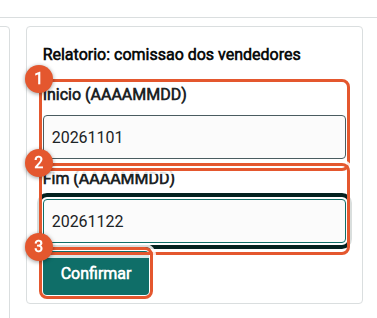 Relatorio: comissao dos vendedores
1
Inicio (AAAAMMDD)
20261101
2
Fim (AAAAMMDD)
20261122
3
Confirmar